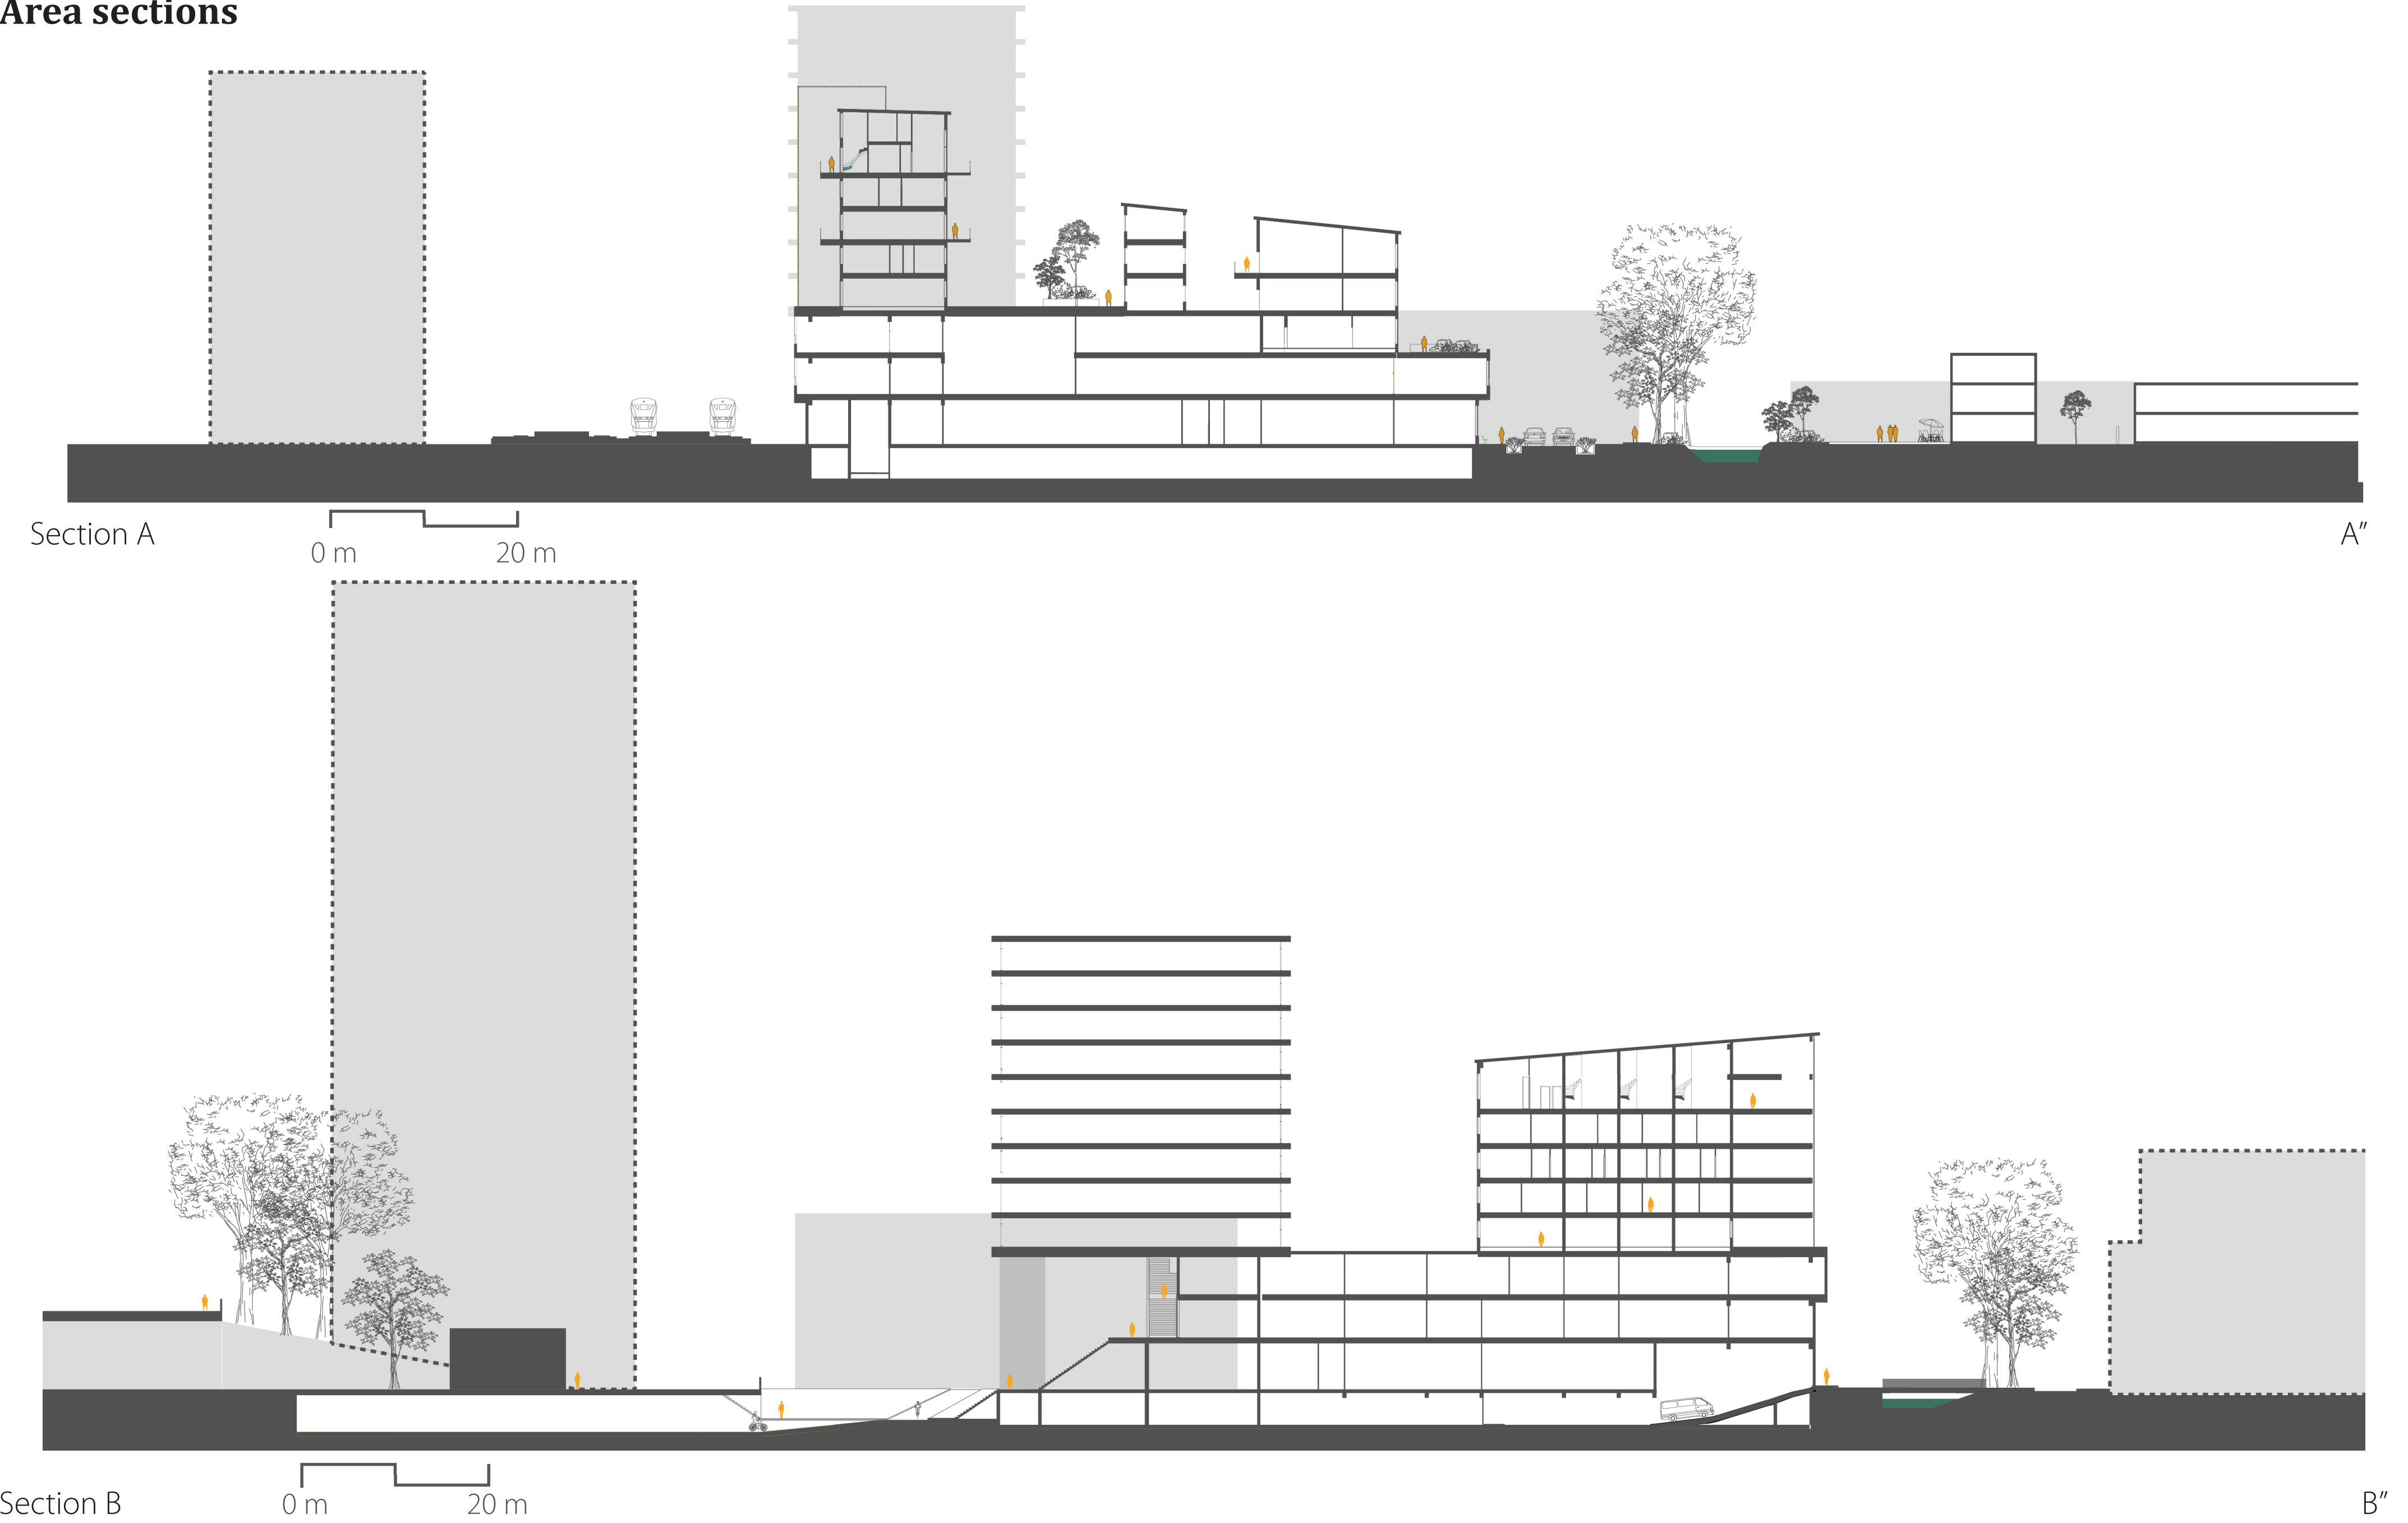 Area sections
Section A
A”
0 m
20 m
Section B
B”
0 m
20 m